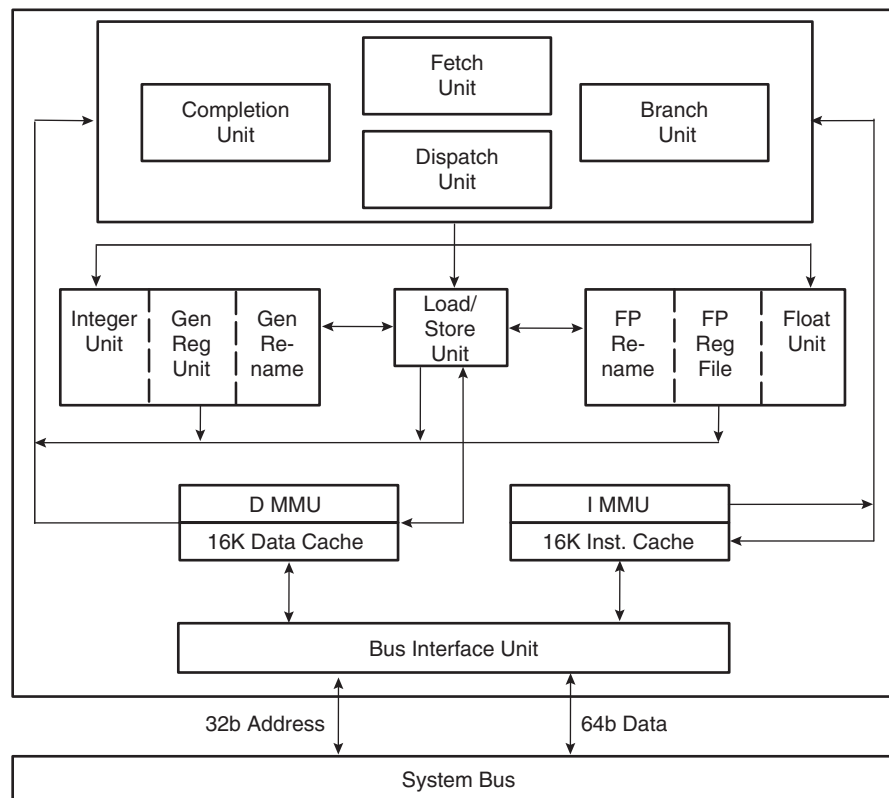 Fetch
Unit
Completion
Unit
Branch
Unit
Dispatch
Unit
Integer
Unit
Gen
Reg
Unit
Gen
Re-
name
Load/
Store
Unit
FP
Re-
name
FP
Reg
File
Float
Unit
D MMU
16K Data Cache
I MMU
16K Inst. Cache
Bus Interface Unit
32b Address
64b Data
System Bus